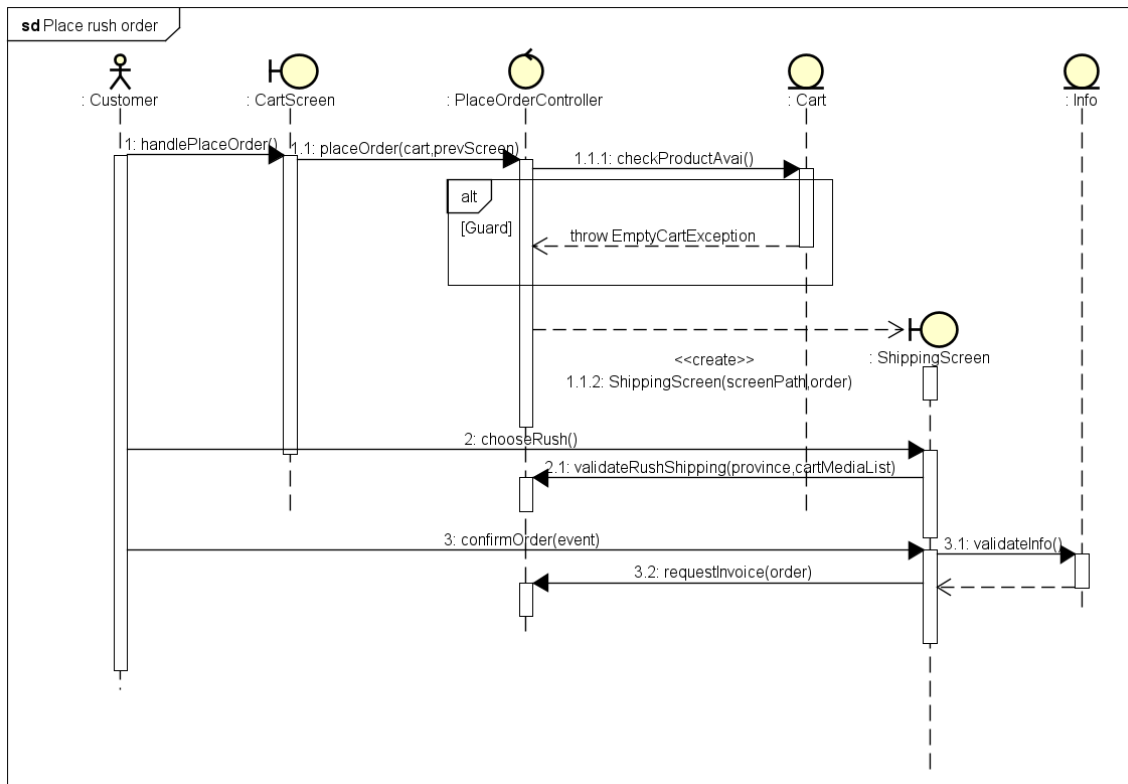 sd Place rush order
: Customer
: CartScreen
: PlaceOrderController
: Cart
: Info
1: handlePlaceOrder()
1.1: placeOrder(cart,prevScreen)
1.1.1: checkProductAvai()
alt
[Guard]
throw EmptyCartException
: ShippingScreen
<<create>>
1.1.2: ShippingScreen(screenPath,order)
2: chooseRush()
2.1: validateRushShipping(province,cartMediaList)
3: confirmOrder(event)
3.1: validateInfo()
3.2: requestInvoice(order)